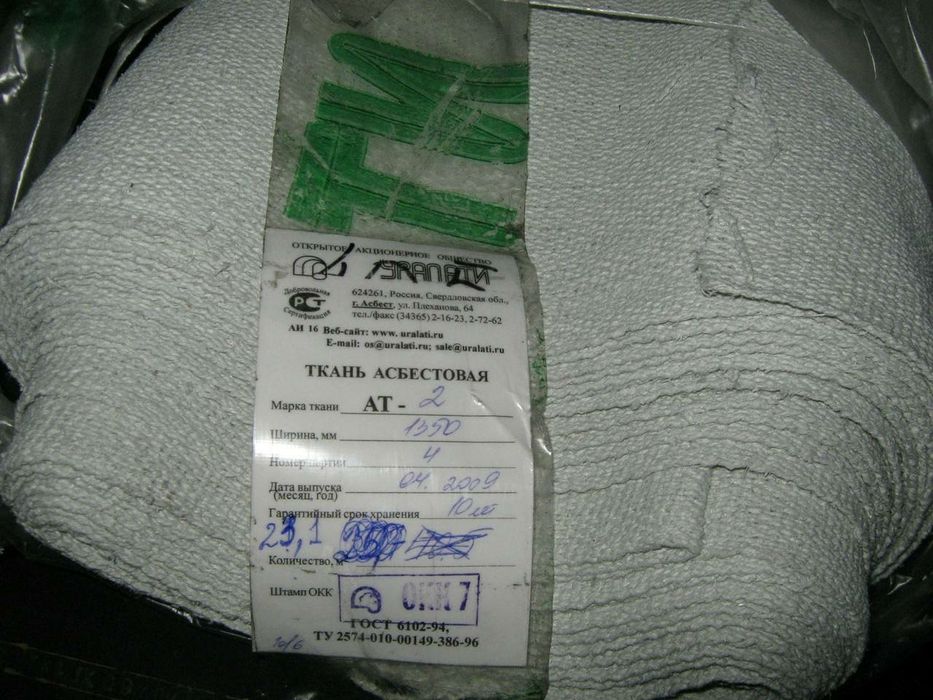 ОТКРЫТОЕ АКЦИОНЕРНОЕ ОБЩЕСТВО
УРАЛАТИ
624261, Россия, Свердловская обл.,
г. Асбест, ул. Плеханова, 64
тел./факс (34365) 2-16-23, 2-72-62
Добровольная
РСТ
Сертификация
АИ 16 Веб-сайт: www. uralati.ru
E-mail: os@uralati.ru; sale@uralati.ru
ТКАНЬ АСБЕСТОВАЯ
Марка ткани АТ - 2
Ширина, мм 1350
Номер партии 4
Дата выпуска 04. 2009
(месяц, год)
Гарантийный срок хранения 10 лет
23,1
Количество, м
Штамп ОКК ОКК 7
ГОСТ 6102-94,
ТУ 2574-010-00149-386-96